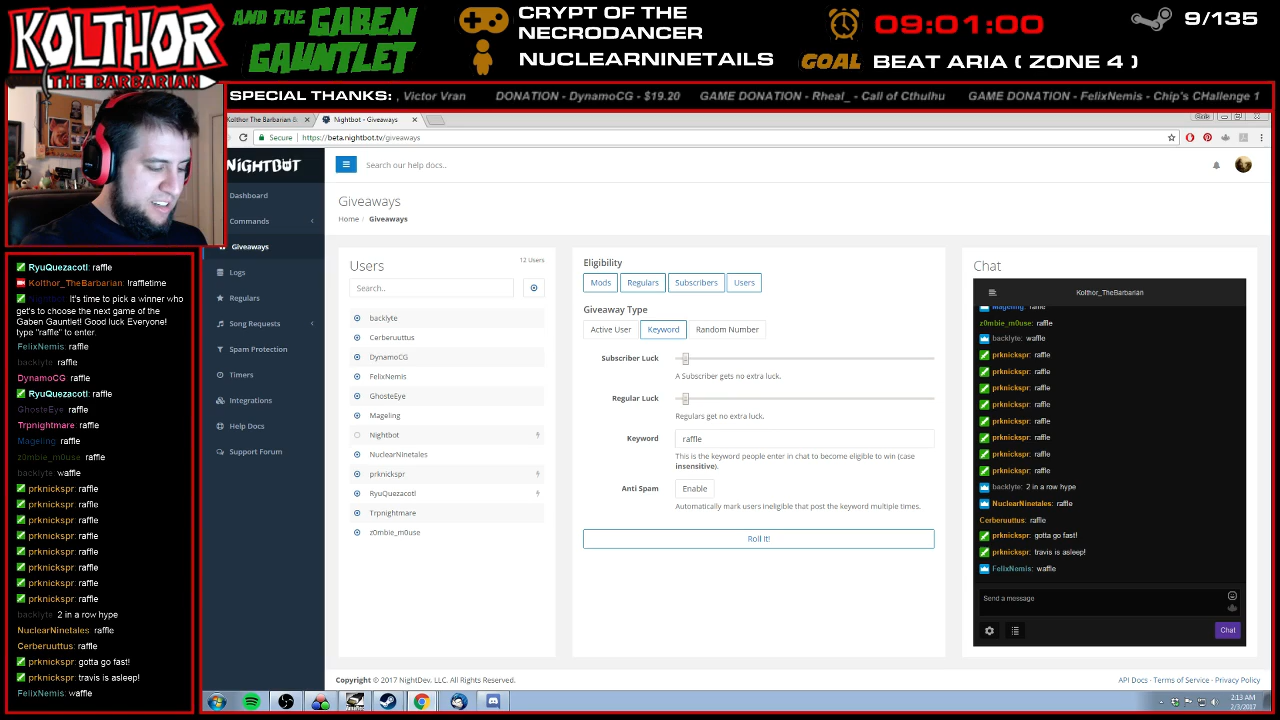 KOLTHOR
THE BARBARIAN
AND THE
GABEN
GAUNTLET
CRYPT OF THE
NECRODANCER
NUCLEARNINETAILS
09:01:00
GOAL BEAT ARIA ( ZONE 4 )
9/135
SPECIAL THANKS: , Victor Vran DONATION - DynamoCG - $19.20 GAME DONATION - Rheal_ - Call of Cthulhu GAME DONATION - FelixNemis - Chip's CHallenge 1
Kolthor The Barbarian B
Nightbot - Giveaways
Secure https://beta.nightbot.tv/giveaways
NIGHTBOT
Search our help docs..
Dashboard
Commands
Giveaways
Logs
Regulars
Song Requests
Spam Protection
Timers
Integrations
Help Docs
Support Forum
Giveaways
Home / Giveaways
Users
12 Users
Search..
backlyte
Cerberuuttus
DynamoCG
FelixNemis
GhosteEye
Mageling
Nightbot
NuclearNinetales
prknickspr
RyuQuezacotl
Trpnightmare
z0mbie_m0use
Eligibility
Mods Regulars Subscribers Users
Giveaway Type
Active User Keyword Random Number
Subscriber Luck
A Subscriber gets no extra luck.
Regular Luck
Regulars get no extra luck.
Keyword raffle
This is the keyword people enter in chat to become eligible to win (case
insensitive).
Anti Spam Enable
Automatically mark users ineligible that post the keyword multiple times.
Roll It!
Chat
Kolthor_TheBarbarian
Mageling: raffle
z0mbie_m0use: raffle
backlyte: waffle
prknickspr: raffle
prknickspr: raffle
prknickspr: raffle
prknickspr: raffle
prknickspr: raffle
prknickspr: raffle
prknickspr: raffle
prknickspr: raffle
backlyte: 2 in a row hype
NuclearNinetales: raffle
Cerberuuttus: raffle
prknickspr: gotta go fast!
prknickspr: travis is asleep!
FelixNemis: waffle
Send a message
Chat
RyuQuezacotl: raffle
Kolthor_TheBarbarian: !raffletime
Nightbot: It's time to pick a winner who
get's to choose the next game of the
Gaben Gauntlet! Good luck Everyone!
type "raffle" to enter.
FelixNemis: raffle
backlyte: raffle
DynamoCG: raffle
RyuQuezacotl: raffle
GhosteEye: raffle
Trpnightmare: raffle
Mageling: raffle
z0mbie_m0use: raffle
backlyte: waffle
prknickspr: raffle
prknickspr: raffle
prknickspr: raffle
prknickspr: raffle
prknickspr: raffle
prknickspr: raffle
prknickspr: raffle
prknickspr: raffle
backlyte: 2 in a row hype
NuclearNinetales: raffle
Cerberuuttus: raffle
prknickspr: gotta go fast!
prknickspr: travis is asleep!
FelixNemis: waffle
Copyright © 2017 NightDev, LLC. All Rights Reserved.
API Docs - Terms of Service - Privacy Policy
2:13 AM
2/3/2017